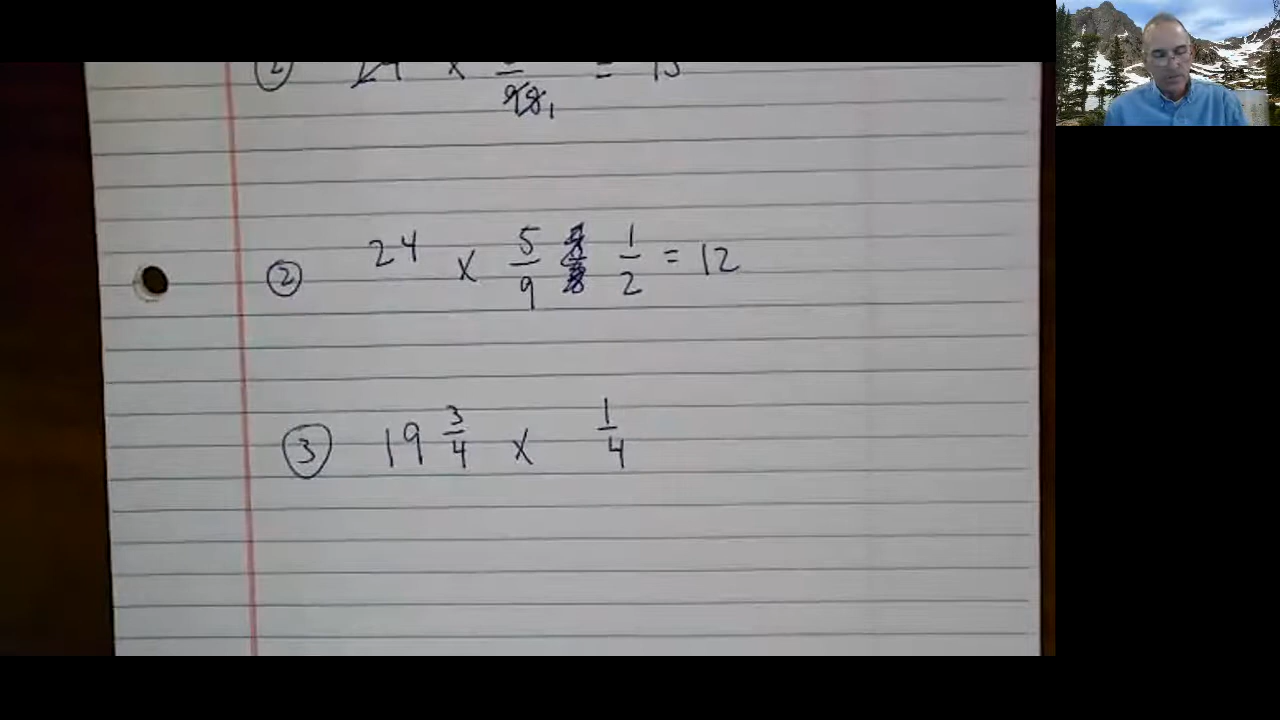 ② 24 x 5/9 1/2 = 12
③ 19 3/4 x 1/4